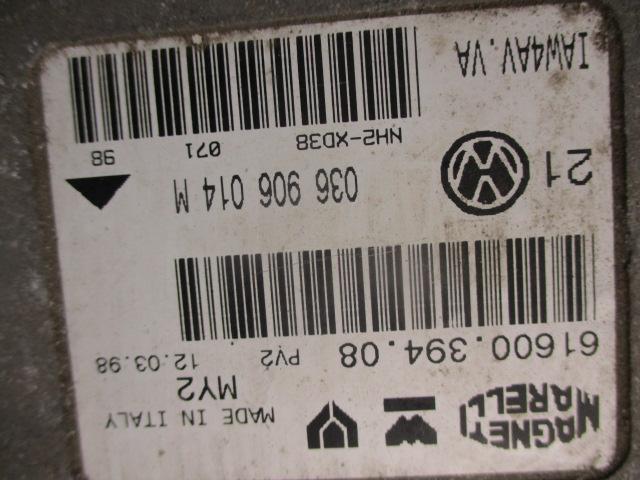 MAGNETI
MARELLI
MADE IN ITALY
MY2
61600.394.08 PV2 12.03.98
21 036 906 014 M
NH2-XD38 071 98
IAW4AV.VA